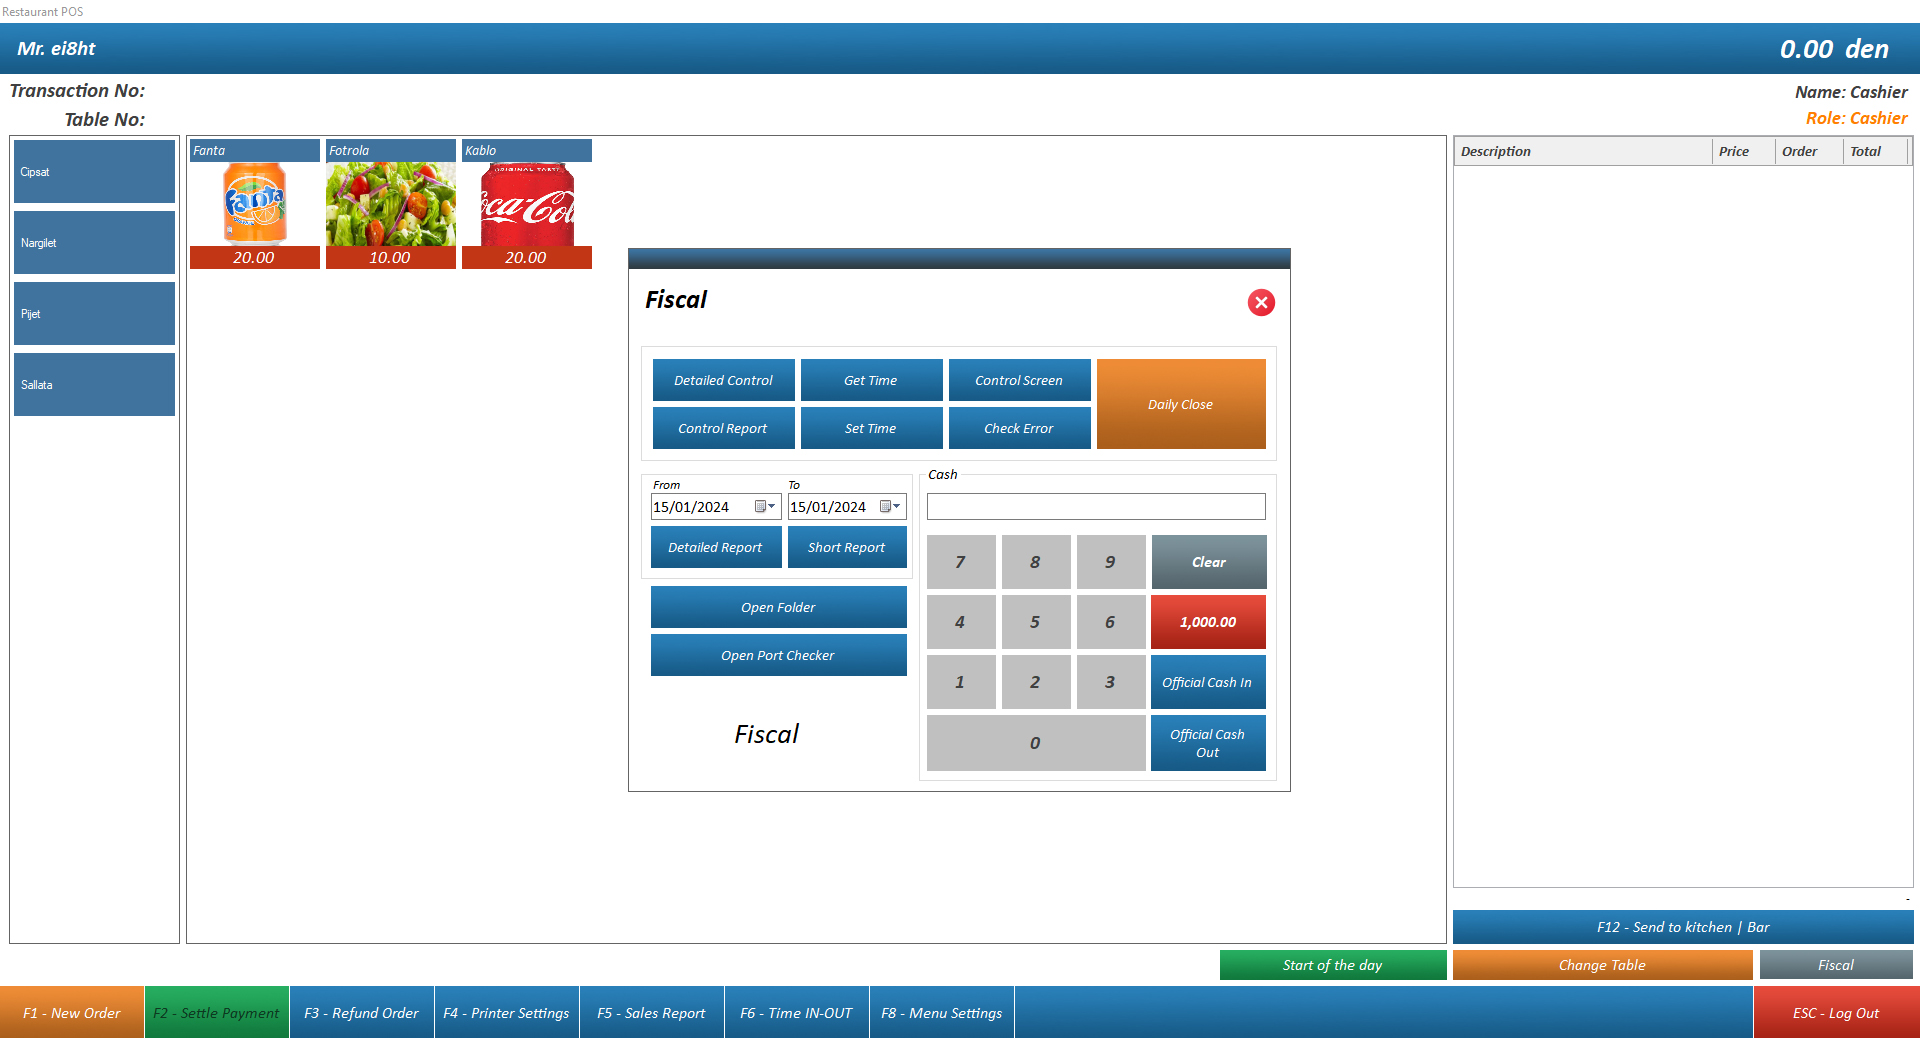 Restaurant POS
Mr. ei8ht
0.00 den
Transaction No:
Table No:
Name: Cashier
Role: Cashier
Cipsat
Nargilet
Pijet
Sallata
Fanta
Fotrola
Kablo
Fanta
ORIGINAL TAST
Coca-Col
20.00
10.00
20.00
Description
Price
Order
Total
Fiscal
Detailed Control
Get Time
Control Screen
Daily Close
Control Report
Set Time
Check Error
From
To
15/01/2024
15/01/2024
Detailed Report
Short Report
Open Folder
Open Port Checker
Fiscal
Cash
7
8
9
Clear
4
5
6
1,000.00
1
2
3
Official Cash In
0
Official Cash
Out
-
F12 - Send to kitchen | Bar
Start of the day
Change Table
Fiscal
F1 - New Order
F2 - Settle Payment
F3 - Refund Order
F4 - Printer Settings
F5 - Sales Report
F6 - Time IN-OUT
F8 - Menu Settings
ESC - Log Out